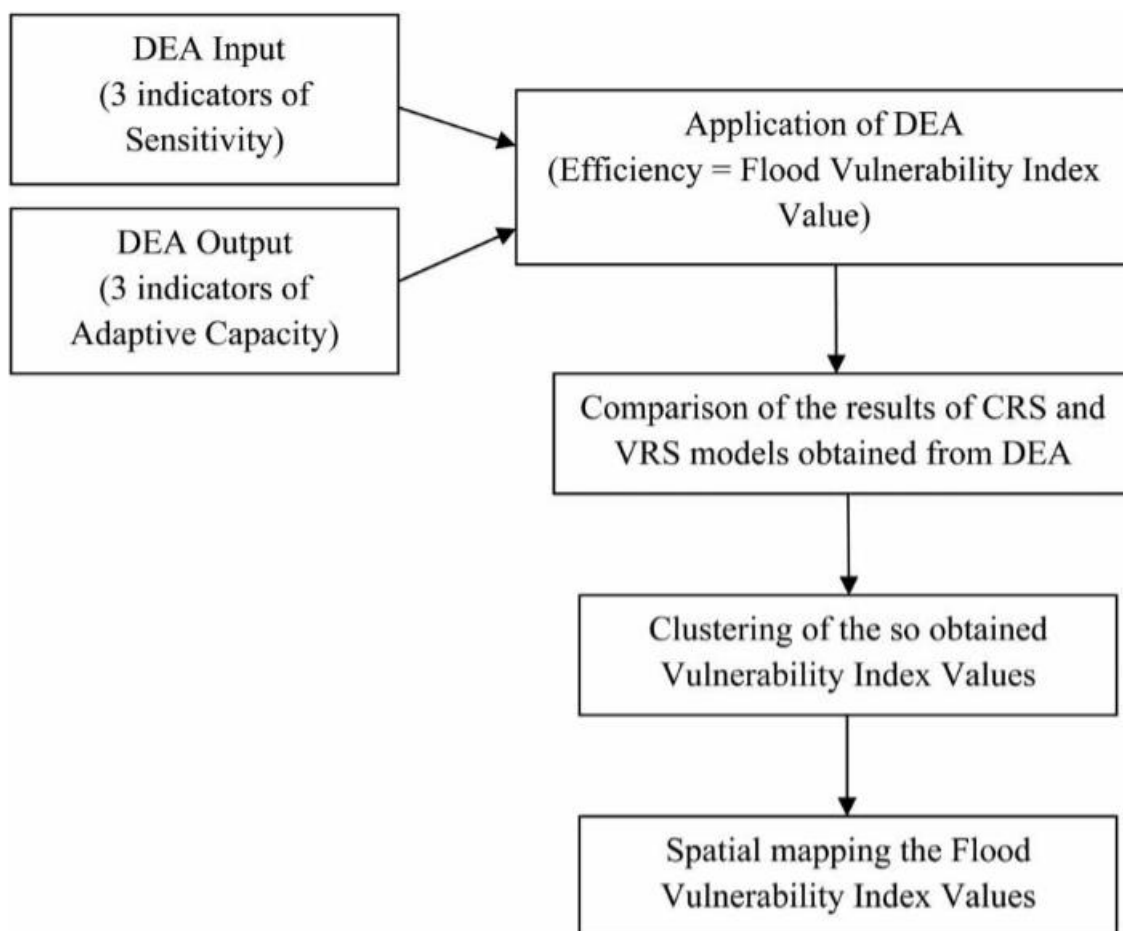 DEA Input
(3 indicators of
Sensitivity)
DEA Output
(3 indicators of
Adaptive Capacity)
Application of DEA
(Efficiency = Flood Vulnerability Index
Value)
Comparison of the results of CRS and
VRS models obtained from DEA
Clustering of the so obtained
Vulnerability Index Values
Spatial mapping the Flood
Vulnerability Index Values